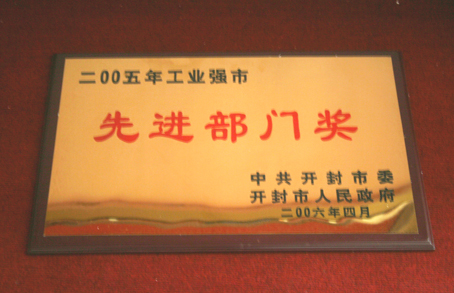 二00五年工业强市
先进部门奖
中共开封市委
开封市人民政府
二00六年四月